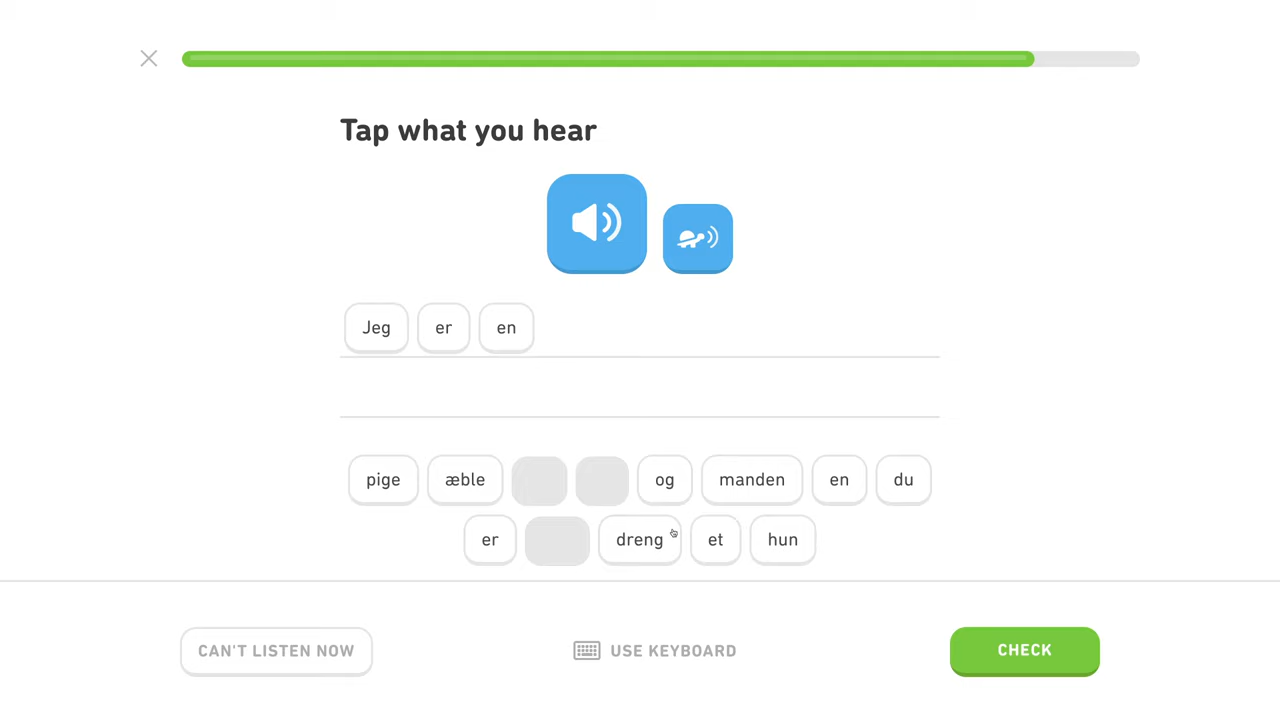 Tap what you hear
Jeg er en
pige æble og manden en du
er dreng et hun
CAN'T LISTEN NOW USE KEYBOARD CHECK